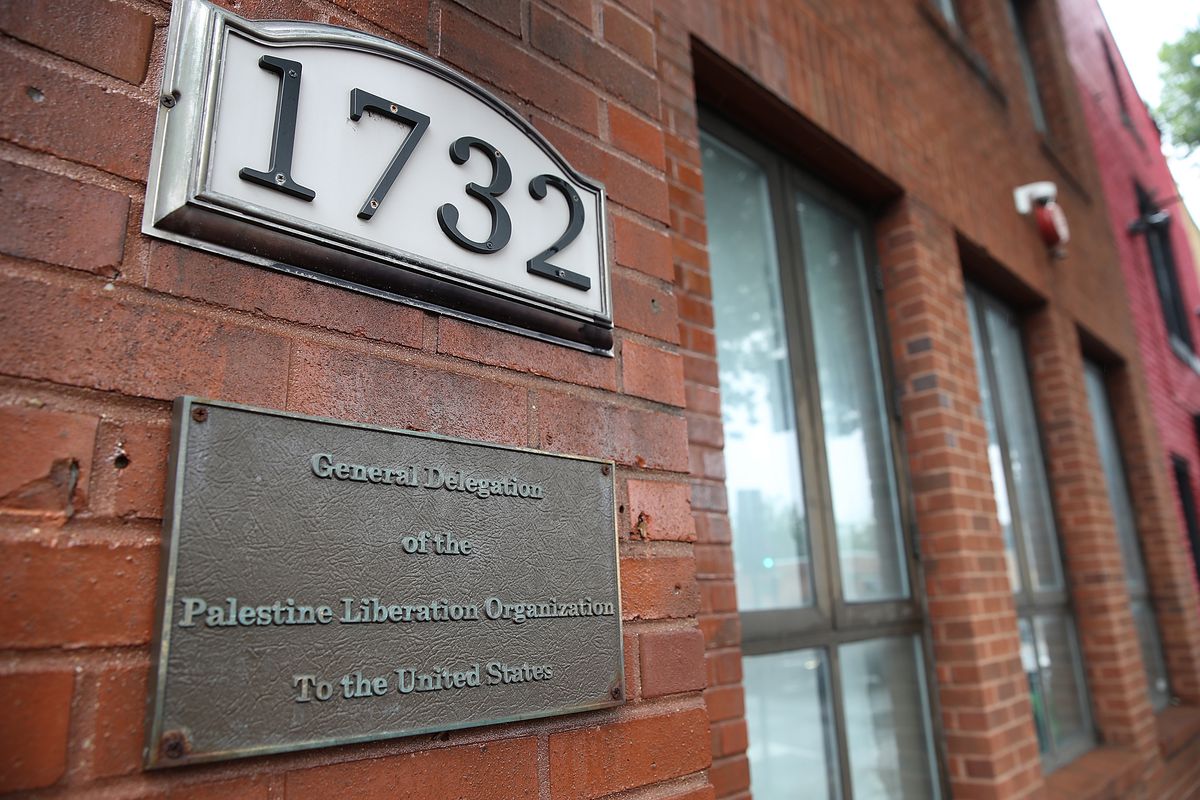 1732
General Delegation
of the
Palestine Liberation Organization
To the United States